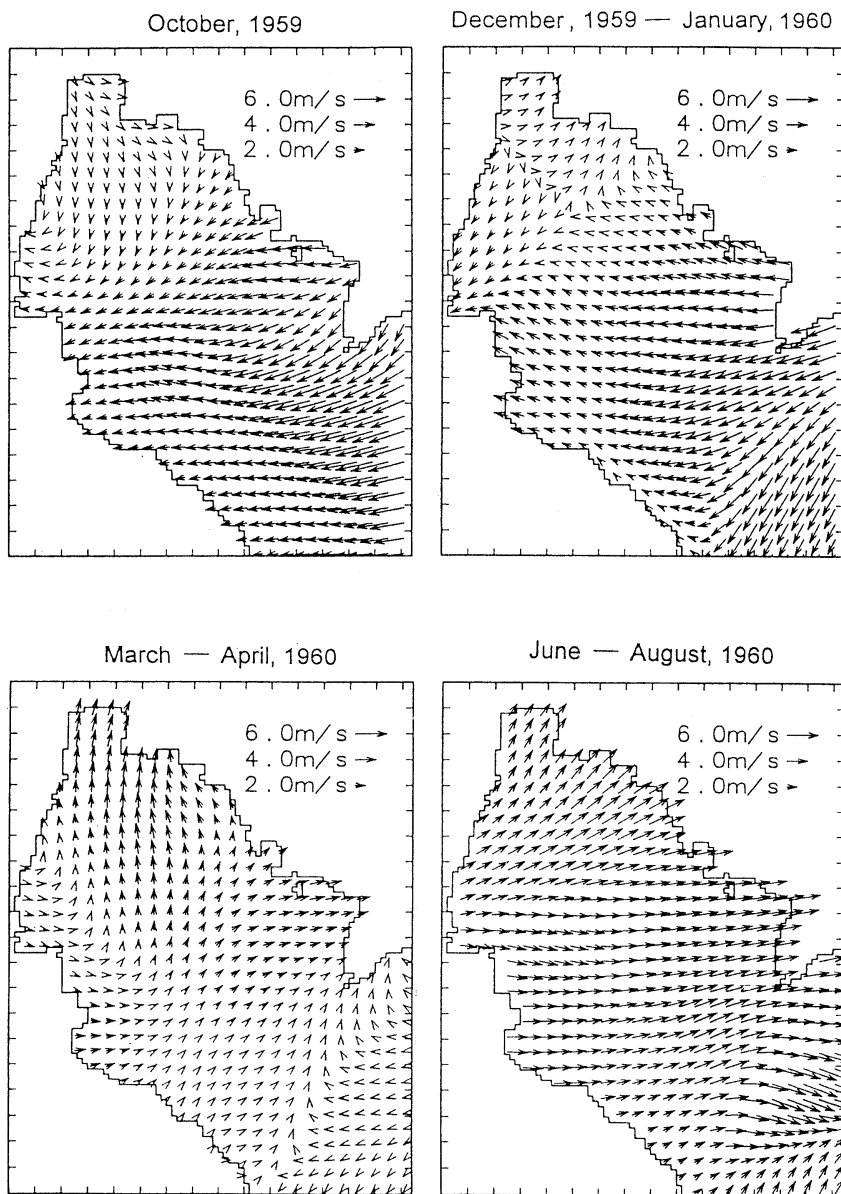 October, 1959
6.0m/s
4.0m/s
2.0m/s
December, 1959 — January, 1960
6.0m/s
4.0m/s
2.0m/s
March — April, 1960
6.0m/s
4.0m/s
2.0m/s
June — August, 1960
6.0m/s
4.0m/s
2.0m/s